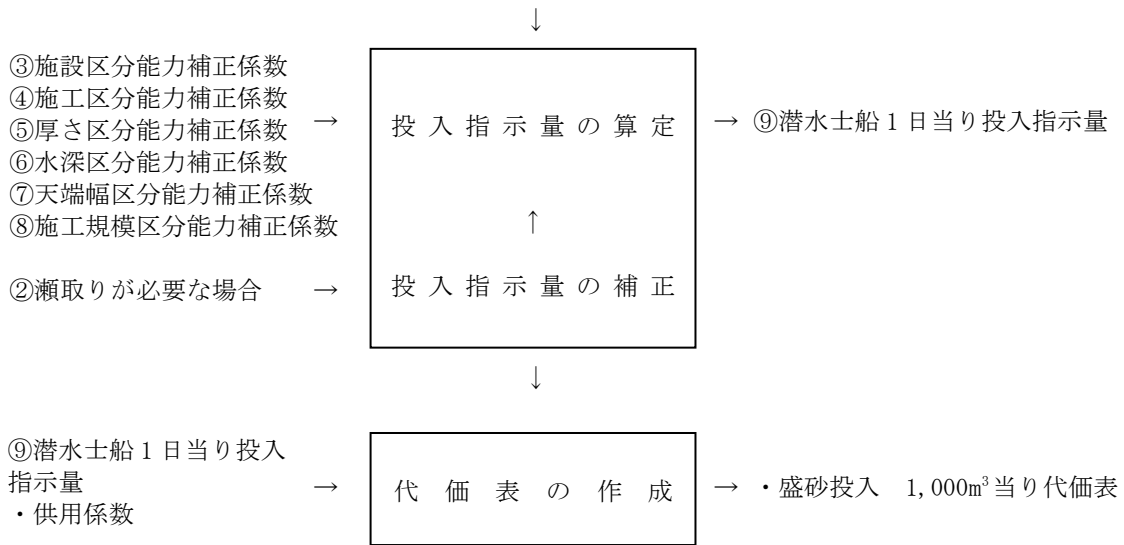 ↓
③施設区分能力補正係数
④施工区分能力補正係数
⑤厚さ区分能力補正係数 → 投入指示量の算定 → ⑨潜水士船1日当り投入指示量
⑥水深区分能力補正係数
⑦天端幅区分能力補正係数
⑧施工規模区分能力補正係数 ↑
②瀬取りが必要な場合 → 投入指示量の補正
↓
⑨潜水士船1日当り投入
指示量 → 代価表の作成 → ・盛砂投入 1,000m³当り代価表
・供用係数